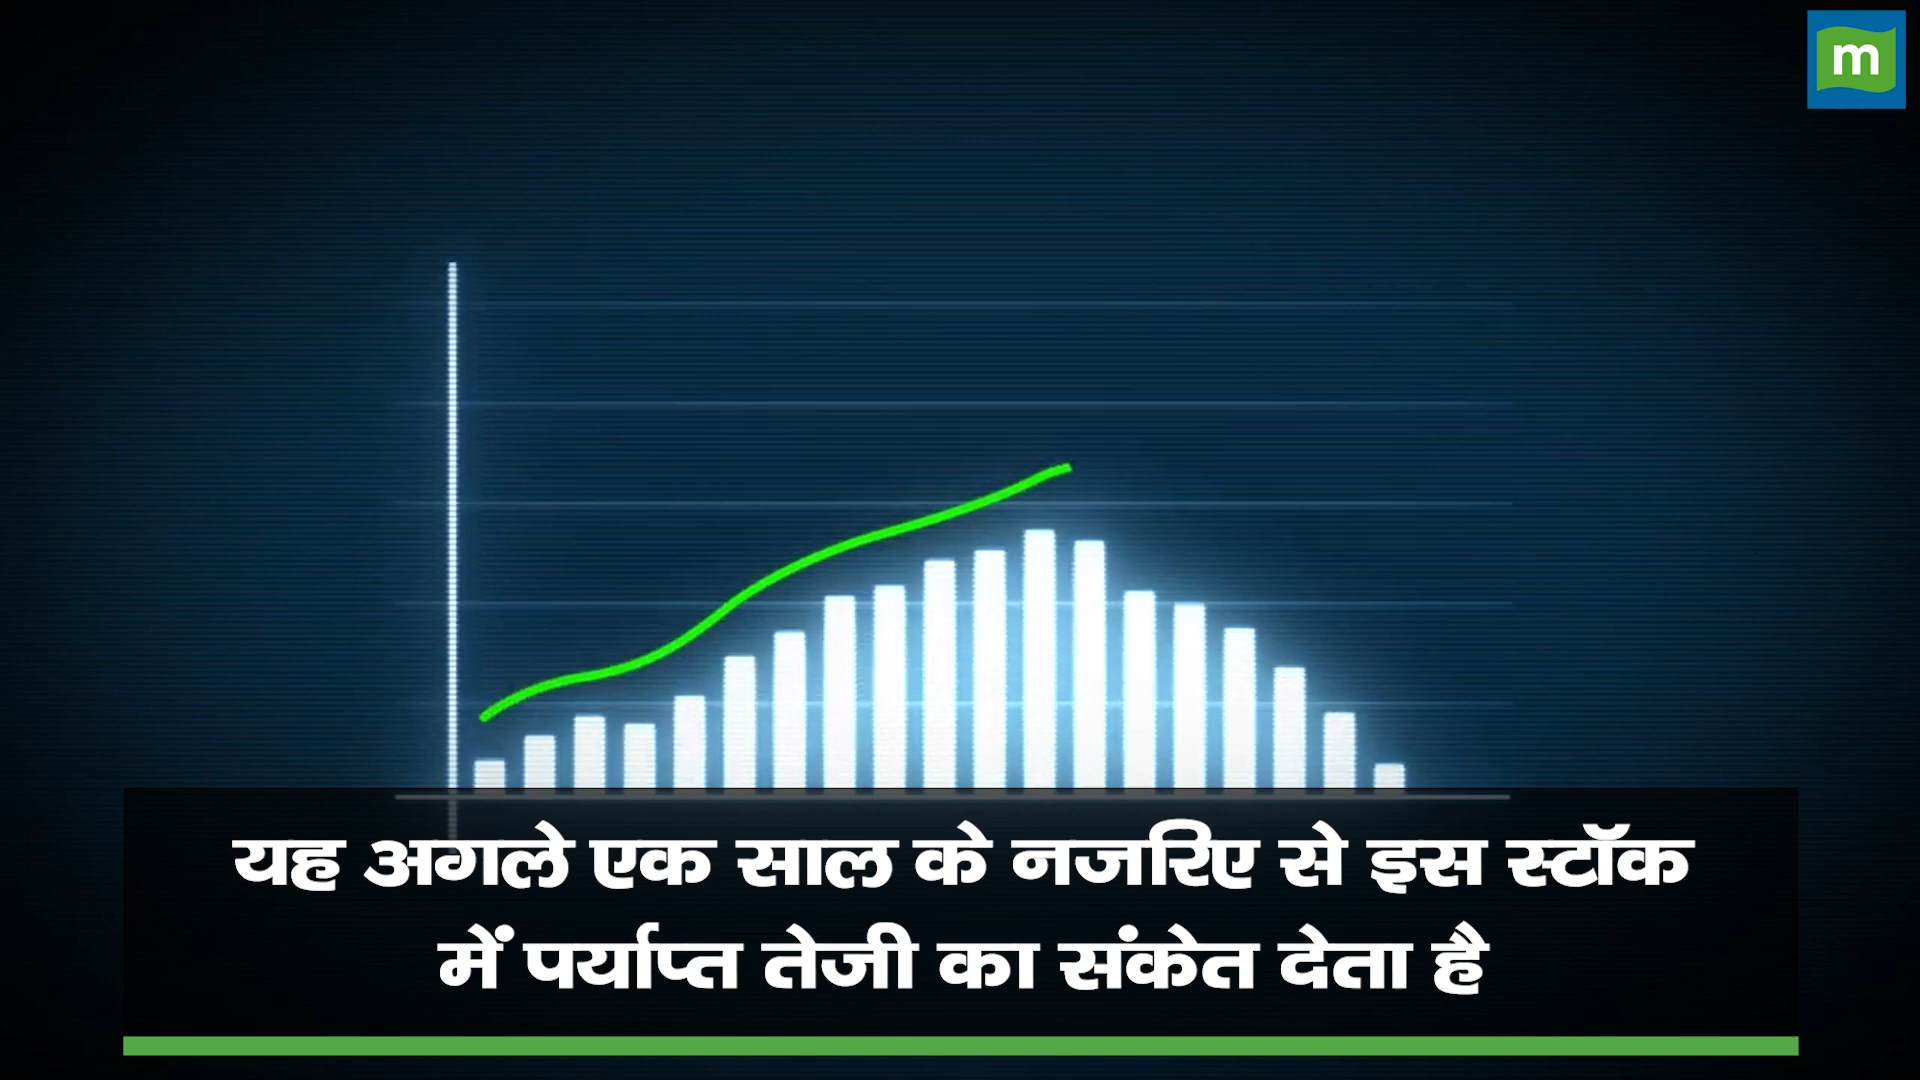 m
यह अगले एक साल के नजरिए से इस स्टॉक
में पर्याप्त तेजी का संकेत देता है